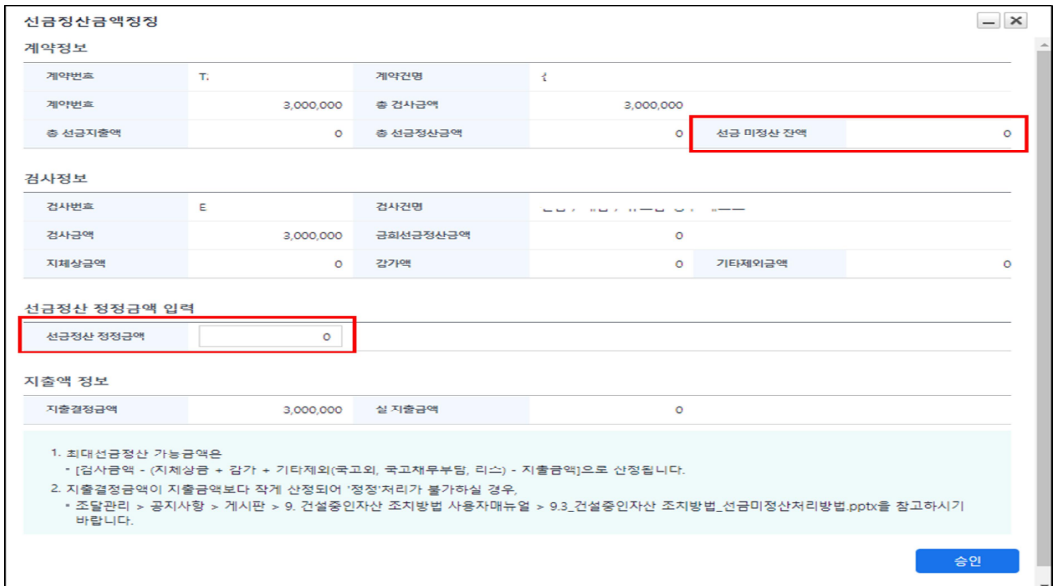 선금정산금액정정
계약정보
계약번호 T. 계약건명
계약번호 3,000,000 총 검사금액 3,000,000
총 선금지출액 0 총 선금정산금액 0 선금 미정산 잔액 0
검사정보
검사번호 E 검사건명
검사금액 3,000,000 금회선금정산금액 0
지체상금액 0 감가액 0 기타제외금액 0
선금정산 정정금액 입력
선금정산 정정금액 0
지출액 정보
지출결정금액 3,000,000 실 지출금액 0
1. 최대선금정산 가능금액은
* [검사금액 - (지체상금 + 감가 + 기타제외(국고외, 국고채무부담, 리스) - 지출금액]으로 산정됩니다.
2. 지출결정금액이 지출금액보다 작게 산정되어 '정정'처리가 불가하실 경우,
* 조달관리 > 공지사항 > 게시판 > 9. 건설중인자산 조치방법 사용자매뉴얼 > 9.3_건설중인자산 조치방법_선금미정산처리방법.pptx을 참고하시기
바랍니다.
승인